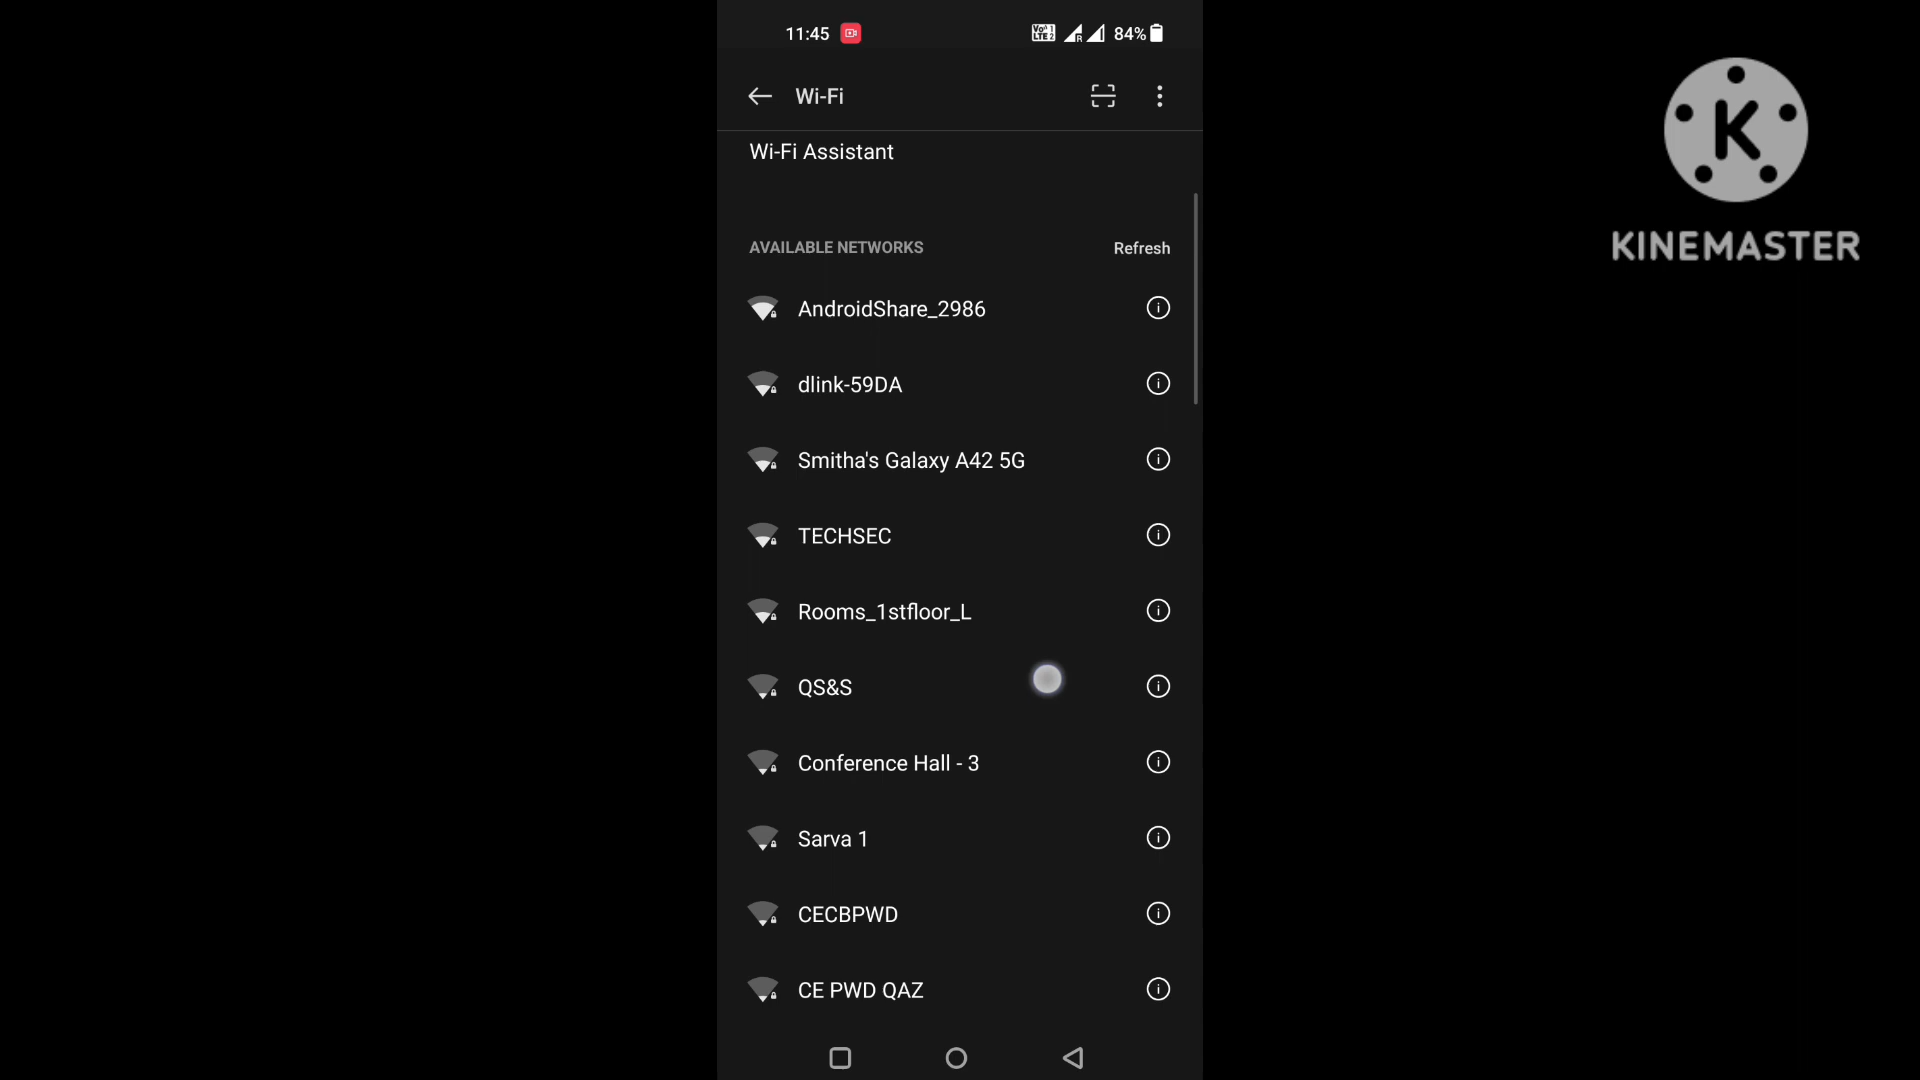 11:45 84%
Wi-Fi
Wi-Fi Assistant
AVAILABLE NETWORKS Refresh
AndroidShare_2986
dlink-59DA
Smitha's Galaxy A42 5G
TECHSEC
Rooms_1stfloor_L
QS&S
Conference Hall - 3
Sarva 1
CECBPWD
CE PWD QAZ
K
KINEMASTER